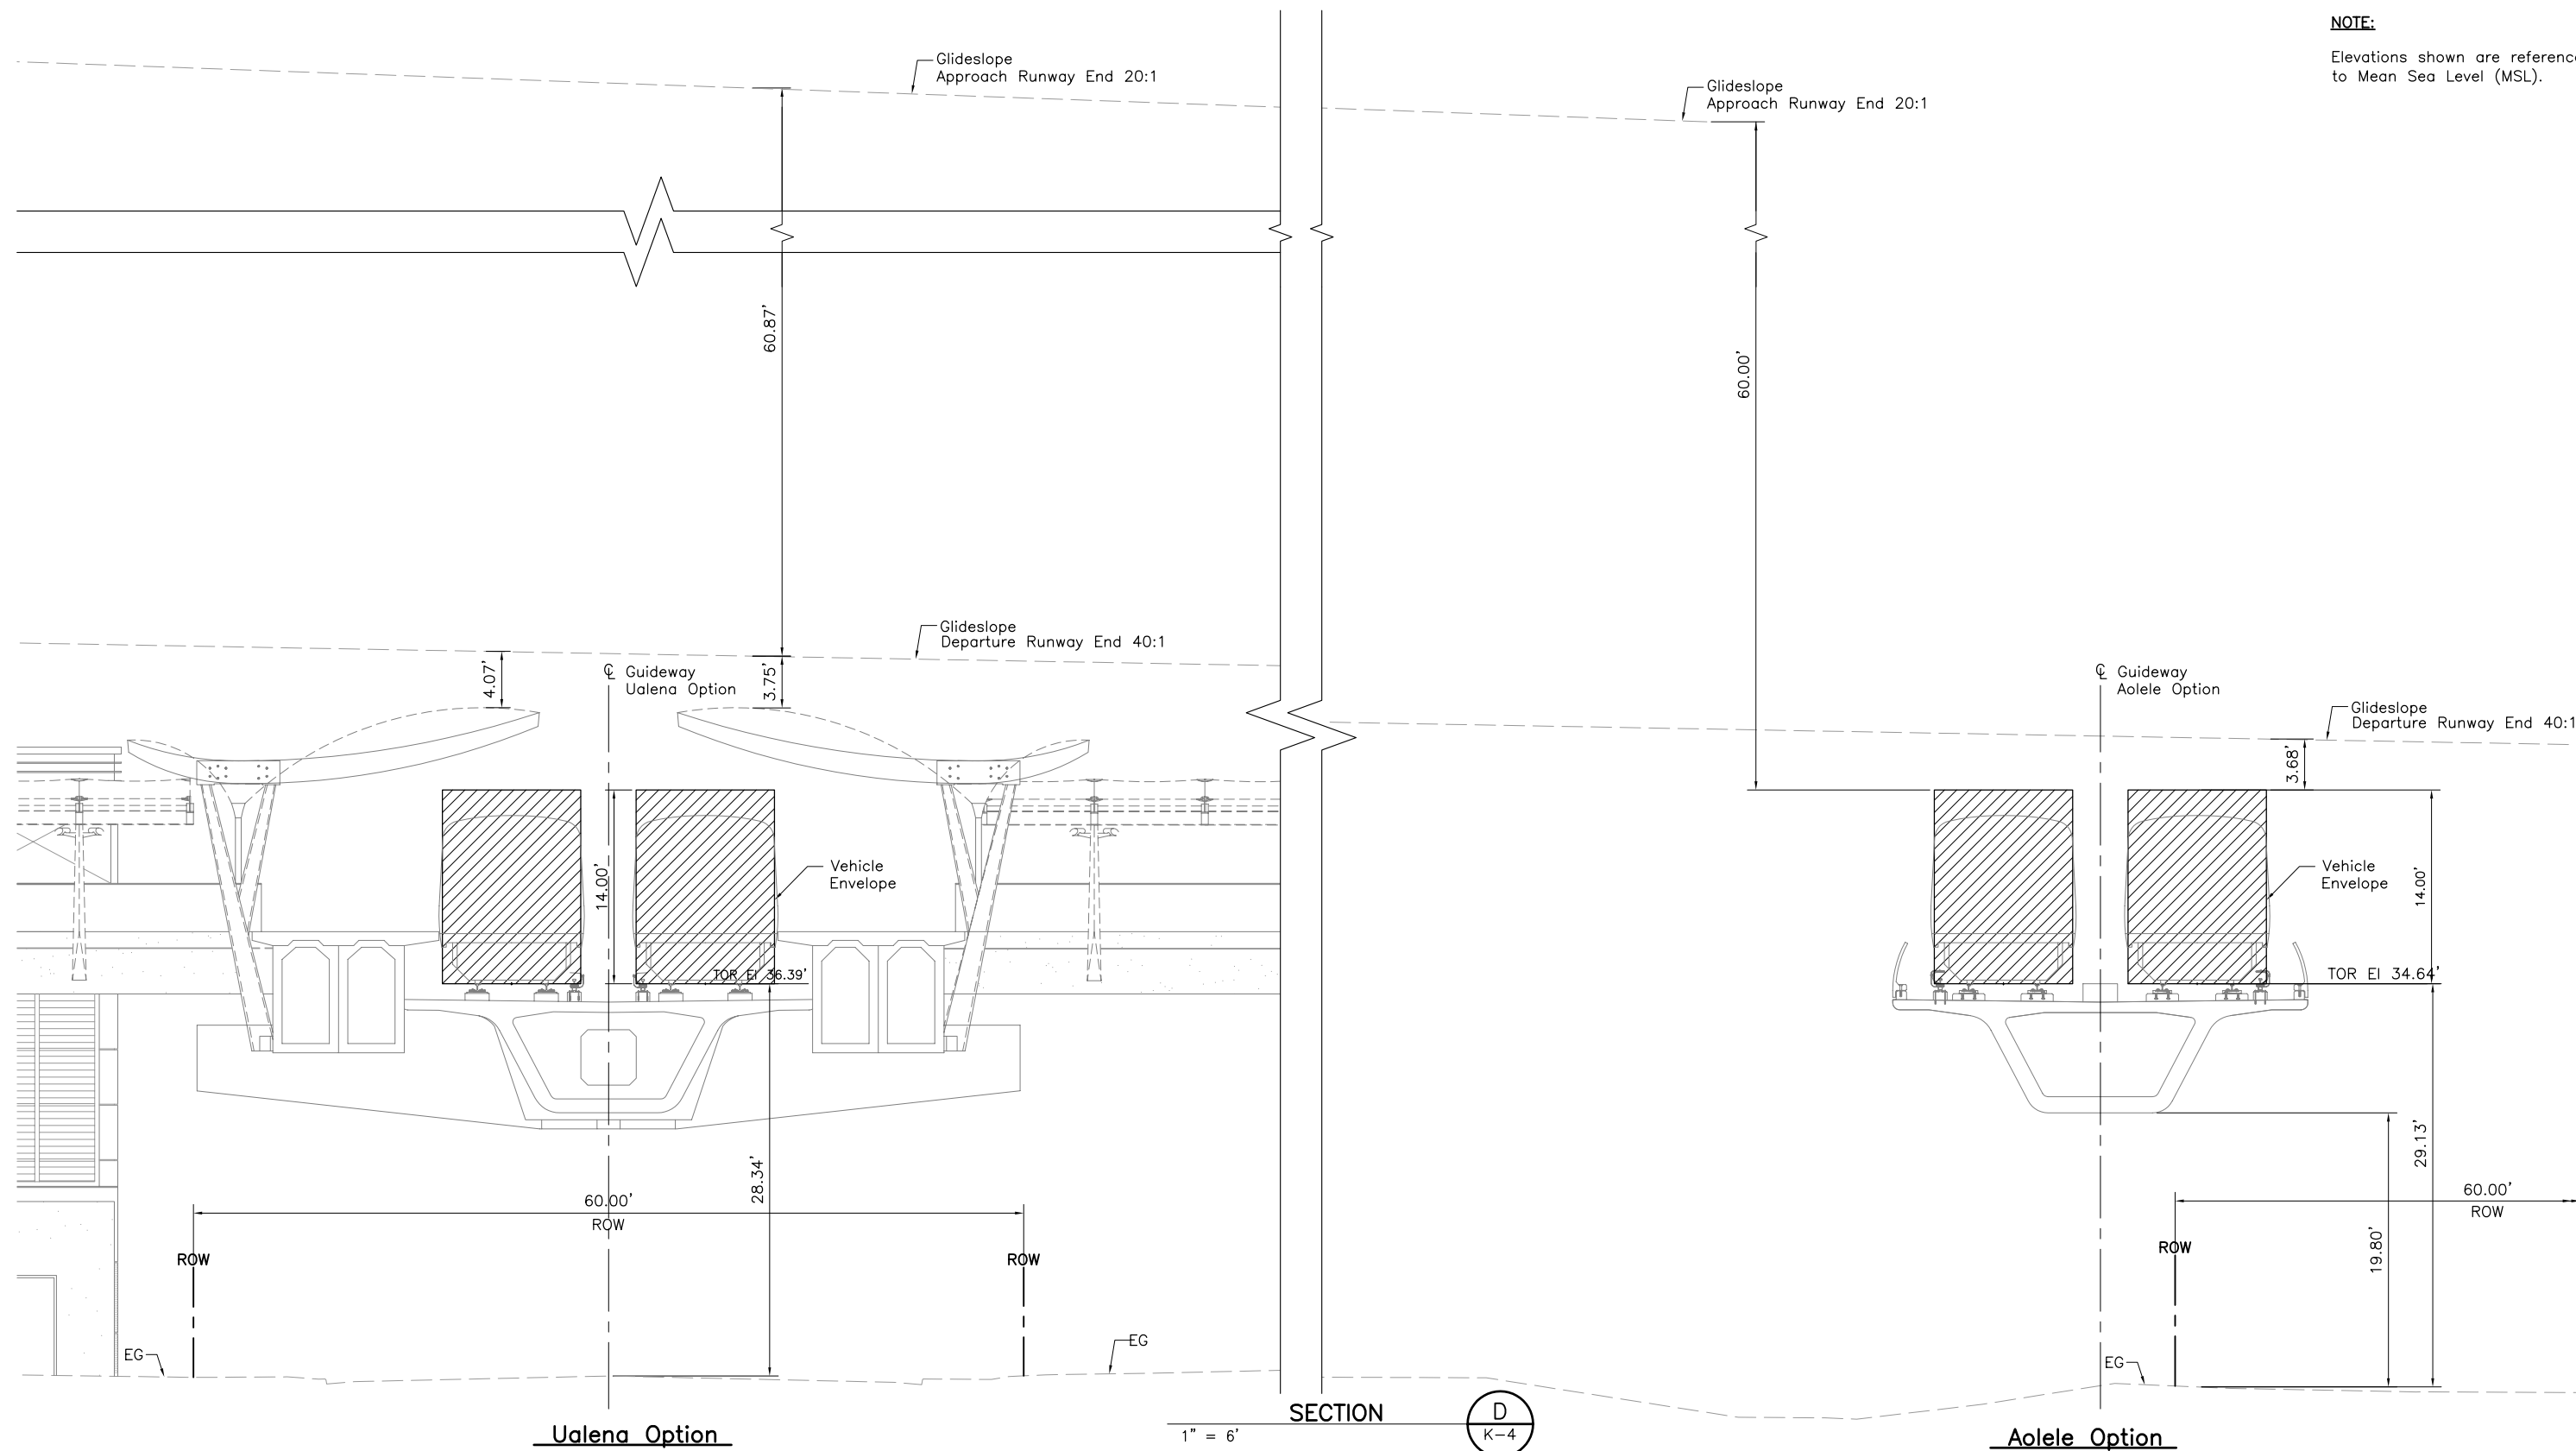 NOTE:
Elevations shown are reference
to Mean Sea Level (MSL).
Glideslope
Approach Runway End 20:1
Glideslope
Approach Runway End 20:1
60.87'
60.00'
Glideslope
Departure Runway End 40:1
4.07'
3.75'
℄ Guideway
Ualena Option
℄ Guideway
Aolele Option
Glideslope
Departure Runway End 40:1
3.68'
14.00'
Vehicle
Envelope
Vehicle
Envelope
14.00'
TOR El 36.39'
TOR El 34.64'
28.34'
29.13'
19.80'
60.00'
ROW
60.00'
ROW
ROW
ROW
ROW
EG
EG
EG
SECTION
1" = 6'
D
K-4
Ualena Option
Aolele Option